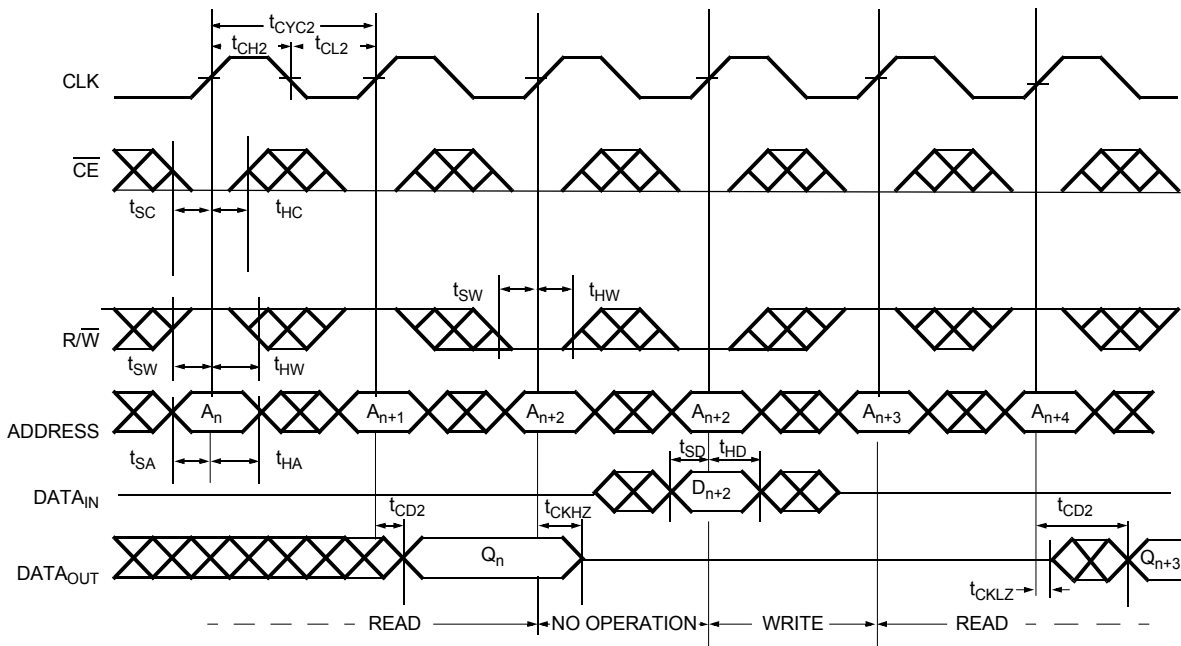 tCYC2
tCH2 tCL2
CLK
CE
tSC tHC
tSW tHW
R/W
tSW tHW
An An+1 An+2 An+2 An+3 An+4
ADDRESS
tSA tHA
tSD tHD
DATAIN
Dn+2
tCD2 tCKHZ tCD2
Qn Qn+3
DATAOUT
tCKLZ
READ NO OPERATION WRITE READ